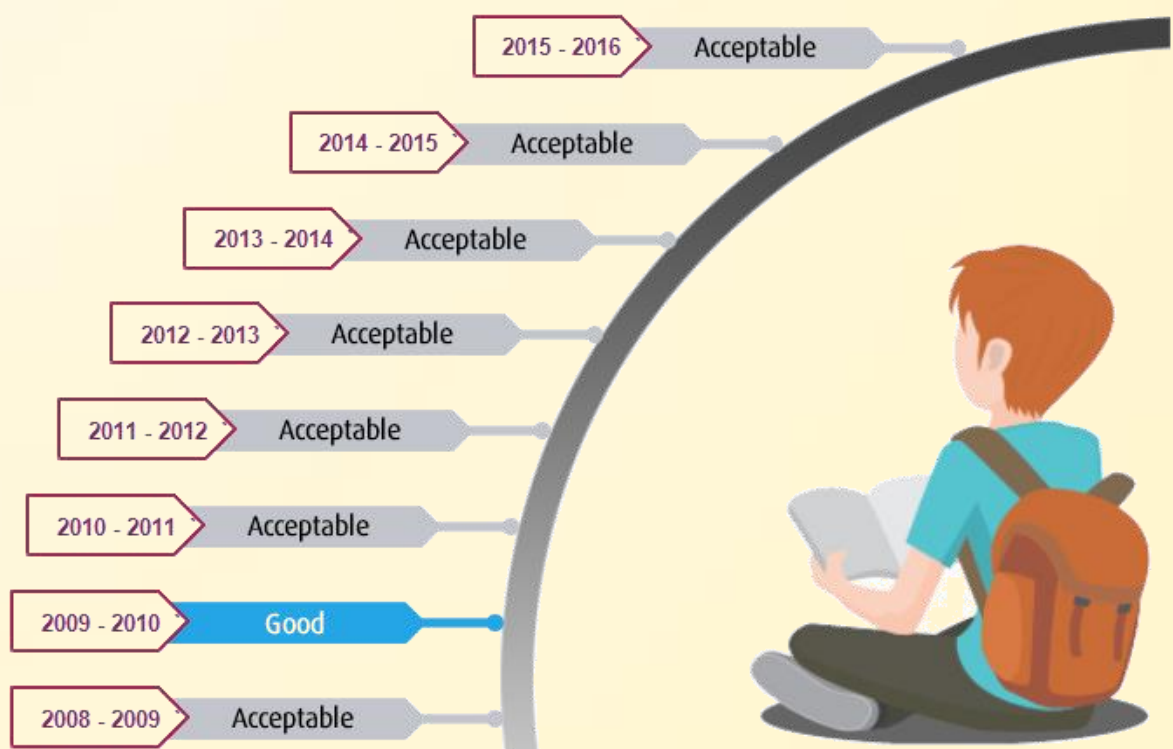 2015 - 2016 Acceptable
2014 - 2015 Acceptable
2013 - 2014 Acceptable
2012 - 2013 Acceptable
2011 - 2012 Acceptable
2010 - 2011 Acceptable
2009 - 2010 Good
2008 - 2009 Acceptable